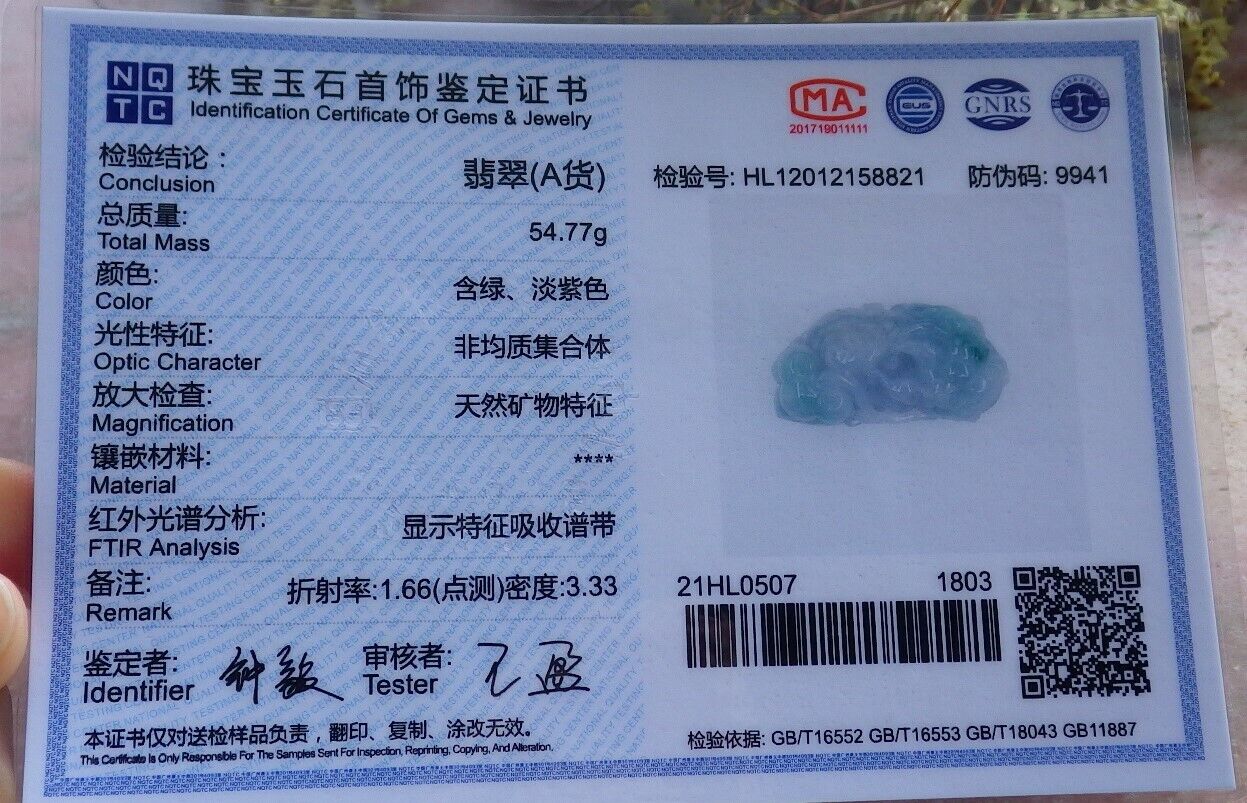 NQ
TC
珠宝玉石首饰鉴定证书
Identification Certificate Of Gems & Jewelry
MA
201719011111
GNRS
检验结论：
Conclusion
翡翠(A货)
检验号: HL12012158821 防伪码: 9941
总质量:
Total Mass
54.77g
颜色:
Color
含绿、淡紫色
光性特征:
Optic Character
非均质集合体
放大检查:
Magnification
天然矿物特征
镶嵌材料:
Material
****
红外光谱分析:
FTIR Analysis
显示特征吸收谱带
备注:
Remark
折射率:1.66(点测)密度:3.33
21HL0507 1803
鉴定者:
Identifier
审核者:
Tester
本证书仅对送检样品负责，翻印、复制、涂改无效。
This Certificate is Only Responsible For The Samples Sent For Inspection, Reprinting, Copying, And Alteration.
检验依据: GB/T16552 GB/T16553 GB/T18043 GB11887